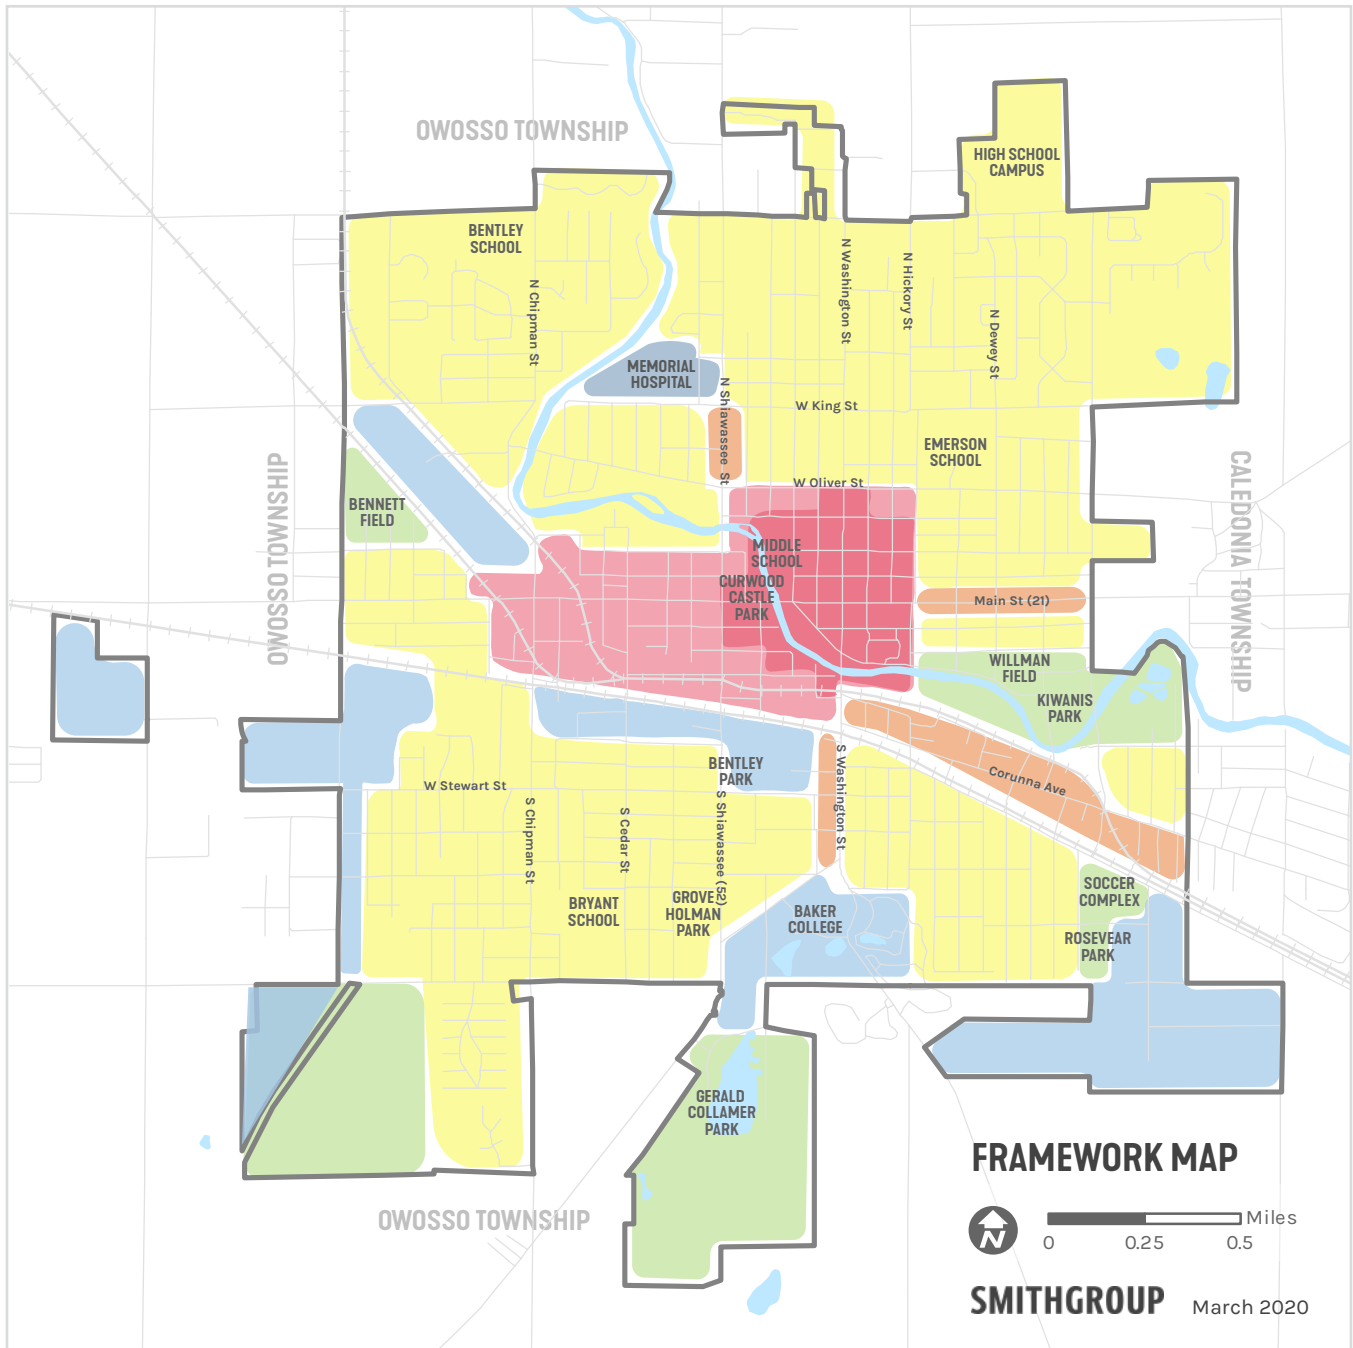 OWOSSO TOWNSHIP
HIGH SCHOOL
CAMPUS
BENTLEY
SCHOOL
N Chipman St
N Washington St
N Hickory St
N Dewey St
MEMORIAL
HOSPITAL
N Shiawassee St
W King St
EMERSON
SCHOOL
W Oliver St
BENNETT
FIELD
OWOSSO TOWNSHIP
CALEDONIA TOWNSHIP
MIDDLE
SCHOOL
CURWOOD
CASTLE
PARK
Main St (21)
WILLMAN
FIELD
KIWANIS
PARK
BENTLEY
PARK
W Stewart St
Corunna Ave
S Chipman St
S Cedar St
S Shiawassee (52)
S Washington St
BRYANT
SCHOOL
GROVE
HOLMAN
PARK
BAKER
COLLEGE
SOCCER
COMPLEX
ROSEVEAR
PARK
GERALD
COLLAMER
PARK
OWOSSO TOWNSHIP
FRAMEWORK MAP
N
Miles
0 0.25 0.5
SMITHGROUP March 2020